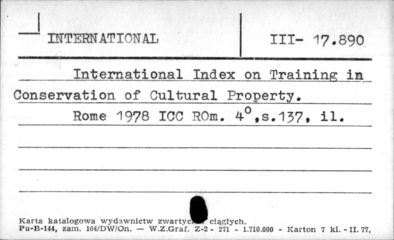 INTERNATIONAL III- 17.890
International Index on Training in
Conservation of Cultural Property.
Rome 1978 ICC ROm. 4°,s.137, il.
Karta katalogowa wydawnictw ciągłych.
Pu-B-144, zam. 164/DW/On. — W.Z.Graf. Z-2 - 271 - 1.710.000 - Karton 7 kl. - II. 77.